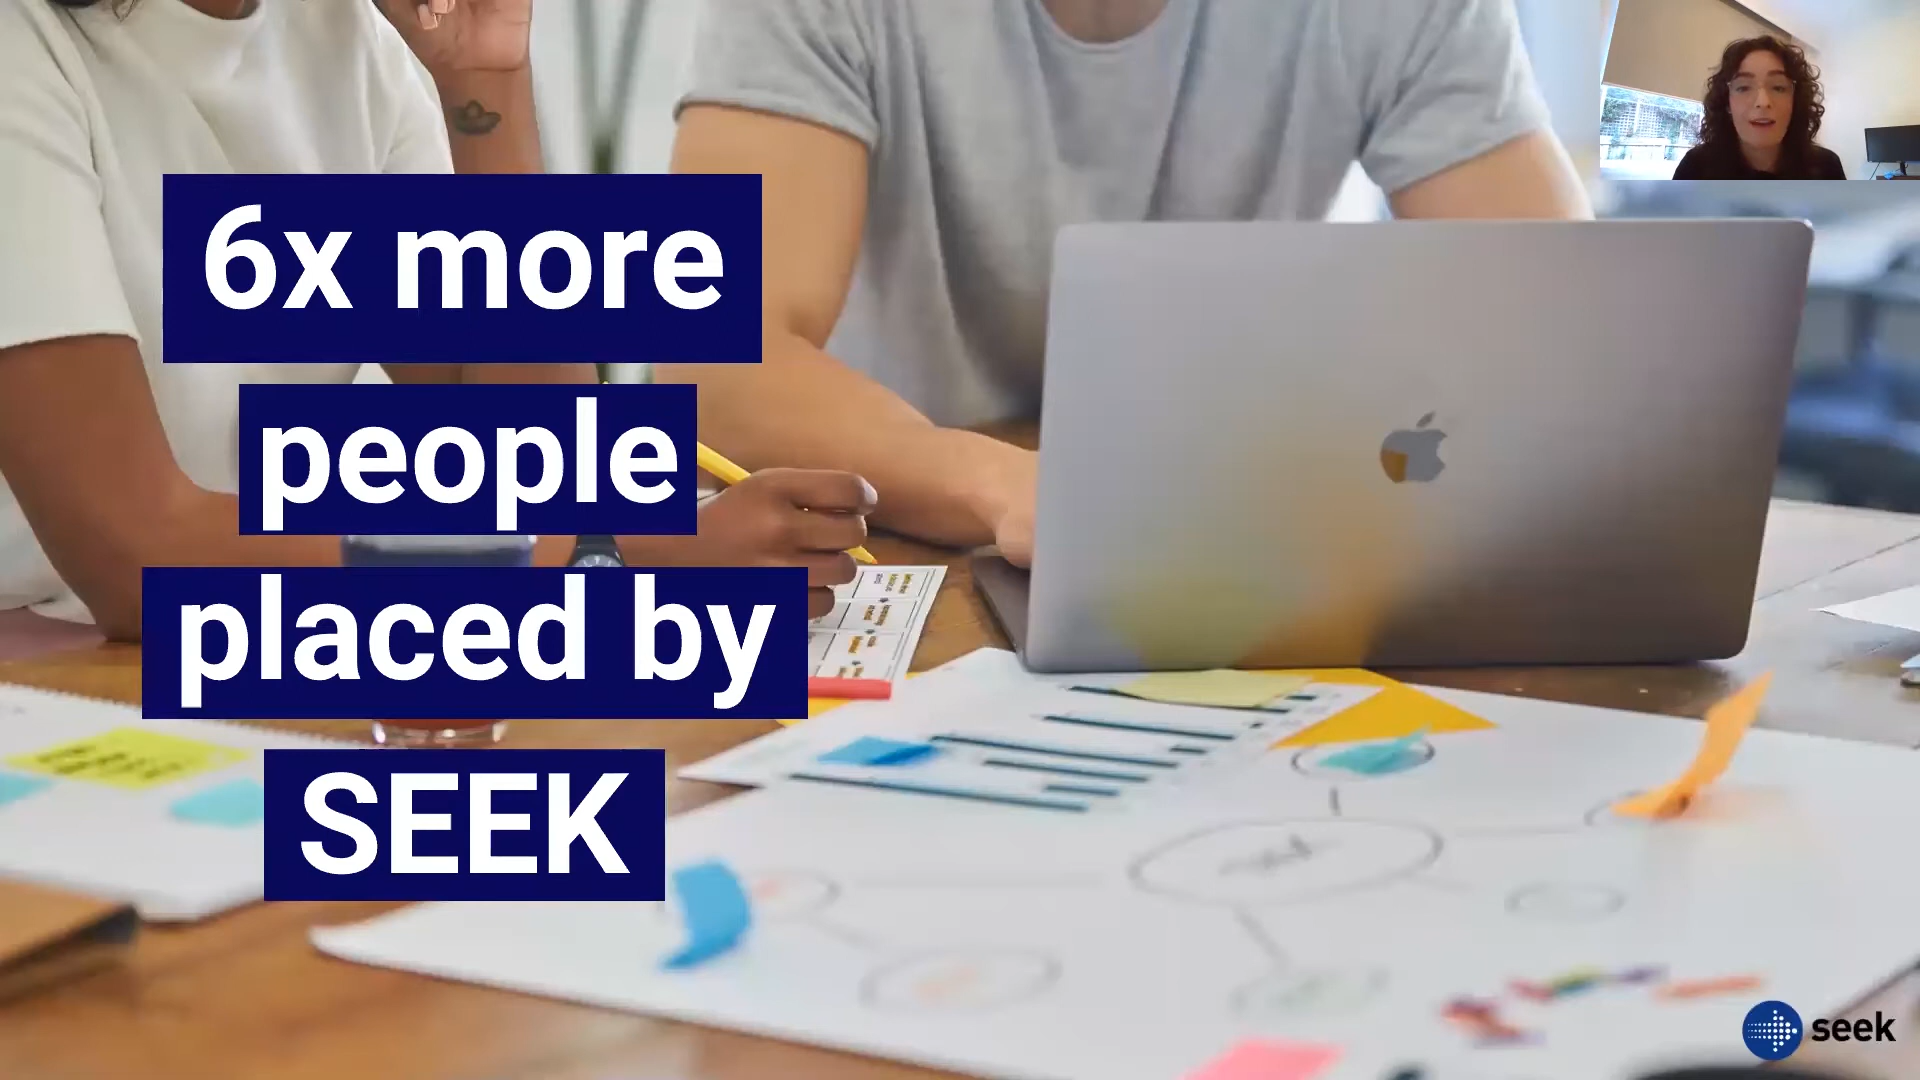 6x more
people
placed by
SEEK
seek